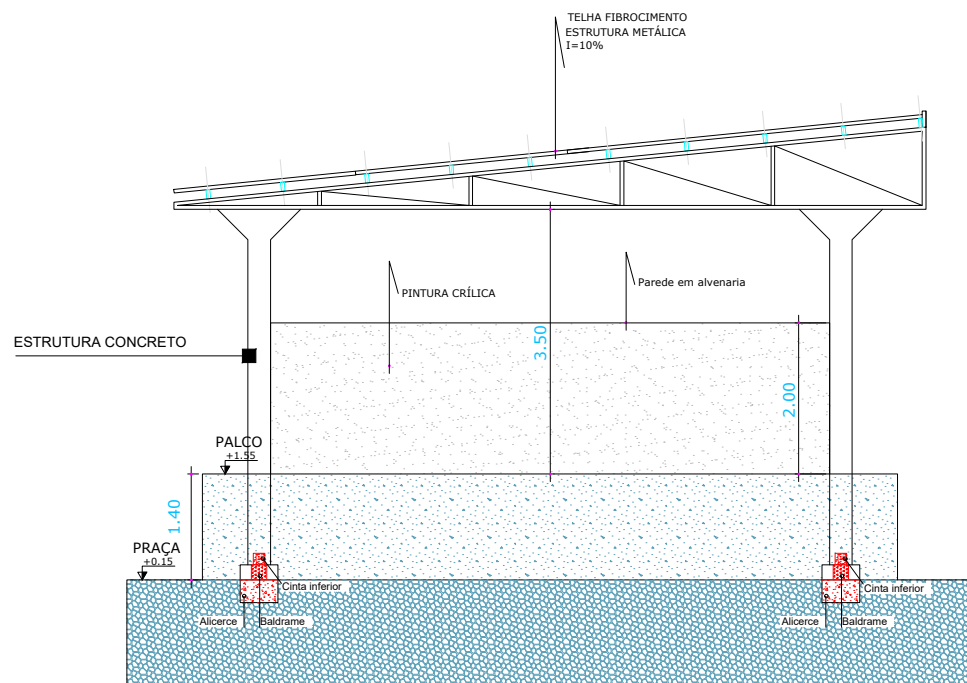 TELHA FIBROCIMENTO
ESTRUTURA METÁLICA
I=10%
PINTURA CRÍLICA
Parede em alvenaria
ESTRUTURA CONCRETO
3.50
2.00
PALCO
+1.55
1.40
PRAÇA
+0.15
Cinta inferior
Cinta inferior
Alicerce
Baldrame
Alicerce
Baldrame